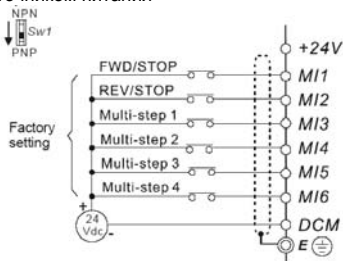 NPN
Sw1
PNP
+24V
FWD/STOP
MI1
REV/STOP
MI2
Multi-step 1
MI3
Factory
setting
Multi-step 2
MI4
Multi-step 3
MI5
Multi-step 4
MI6
+
24
Vdc
-
DCM
E